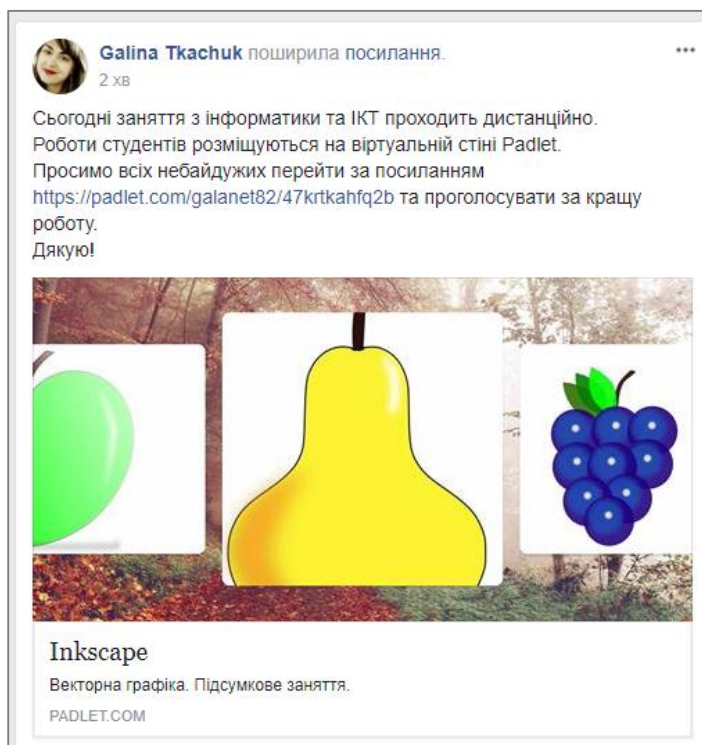 Galina Tkachuk поширила посилання.
2 хв
Сьогодні заняття з інформатики та ІКТ проходить дистанційно.
Роботи студентів розміщуються на віртуальній стіні Padlet.
Просимо всіх небайдужих перейти за посиланням
https://padlet.com/galanet82/47krtkahfq2b та проголосувати за кращу
роботу.
Дякую!
Inkscape
Векторна графіка. Підсумкове заняття.
PADLET.COM